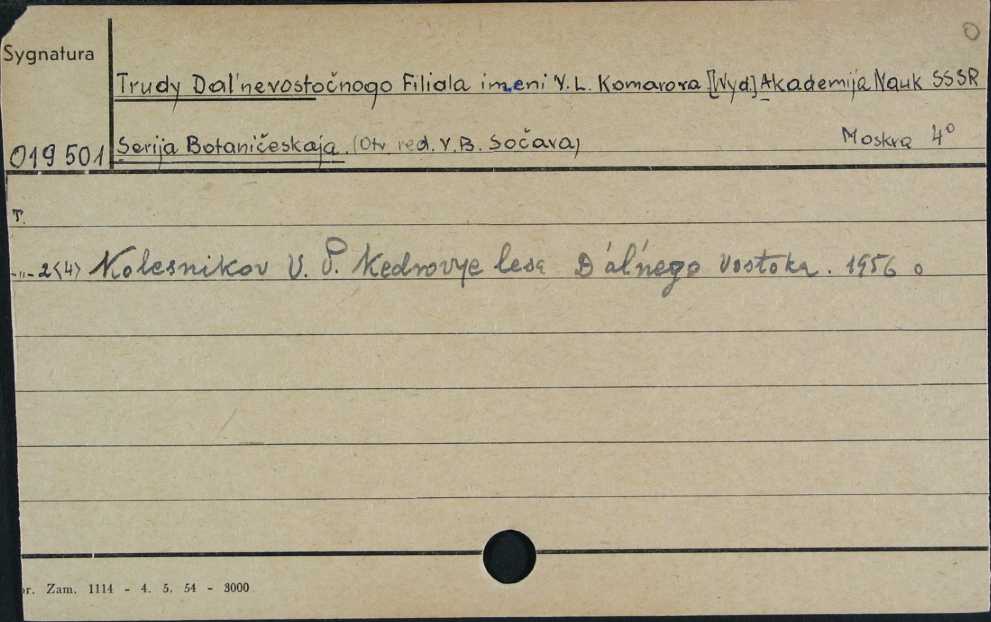 Sygnatura
O
Trudy Dal'nevostočnogo Filiala imeni V. L. Komarova [Wyd.] Akademija Nauk SSSR
019 501 Serija Botaničeskaja. (Otv red. V. B. Sočava) Moskva 4°
T.
-"- 2(4) Kolesnikov V. P. Kedrovye lesa Dál'nego Vostoka. 1956 o
r. Zam. 1114 - 4. 5. 54 - 3000